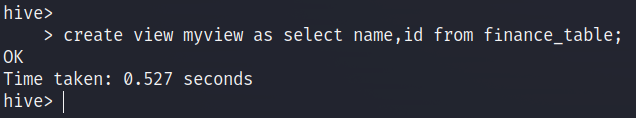 hive>
    > create view myview as select name,id from finance_table;
OK
Time taken: 0.527 seconds
hive>